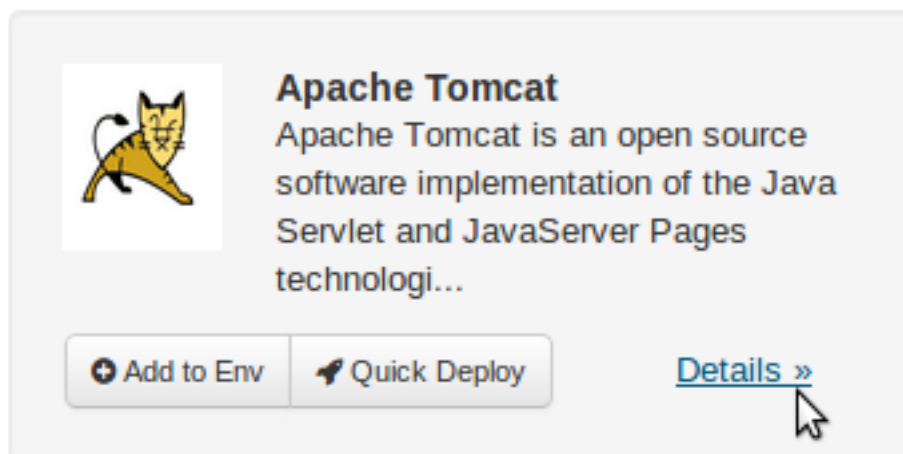 Apache Tomcat
Apache Tomcat is an open source
software implementation of the Java
Servlet and JavaServer Pages
technologi...
Add to Env
Quick Deploy
Details »